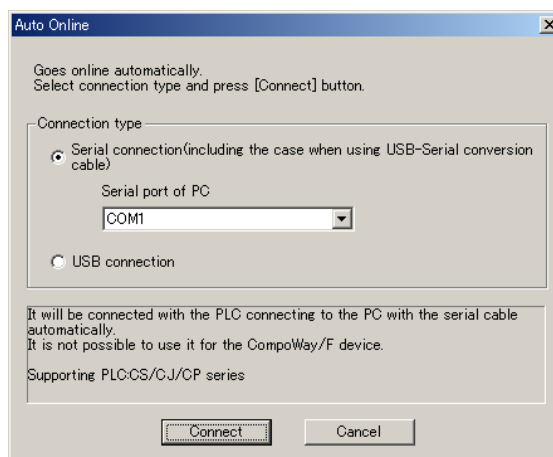 Auto Online
Goes online automatically.
Select connection type and press [Connect] button.
Connection type
Serial connection(including the case when using USB-Serial conversion
cable)
Serial port of PC
COM1
USB connection
It will be connected with the PLC connecting to the PC with the serial cable
automatically.
It is not possible to use it for the CompoWay/F device.
Supporting PLC:CS/CJ/CP series
Connect
Cancel